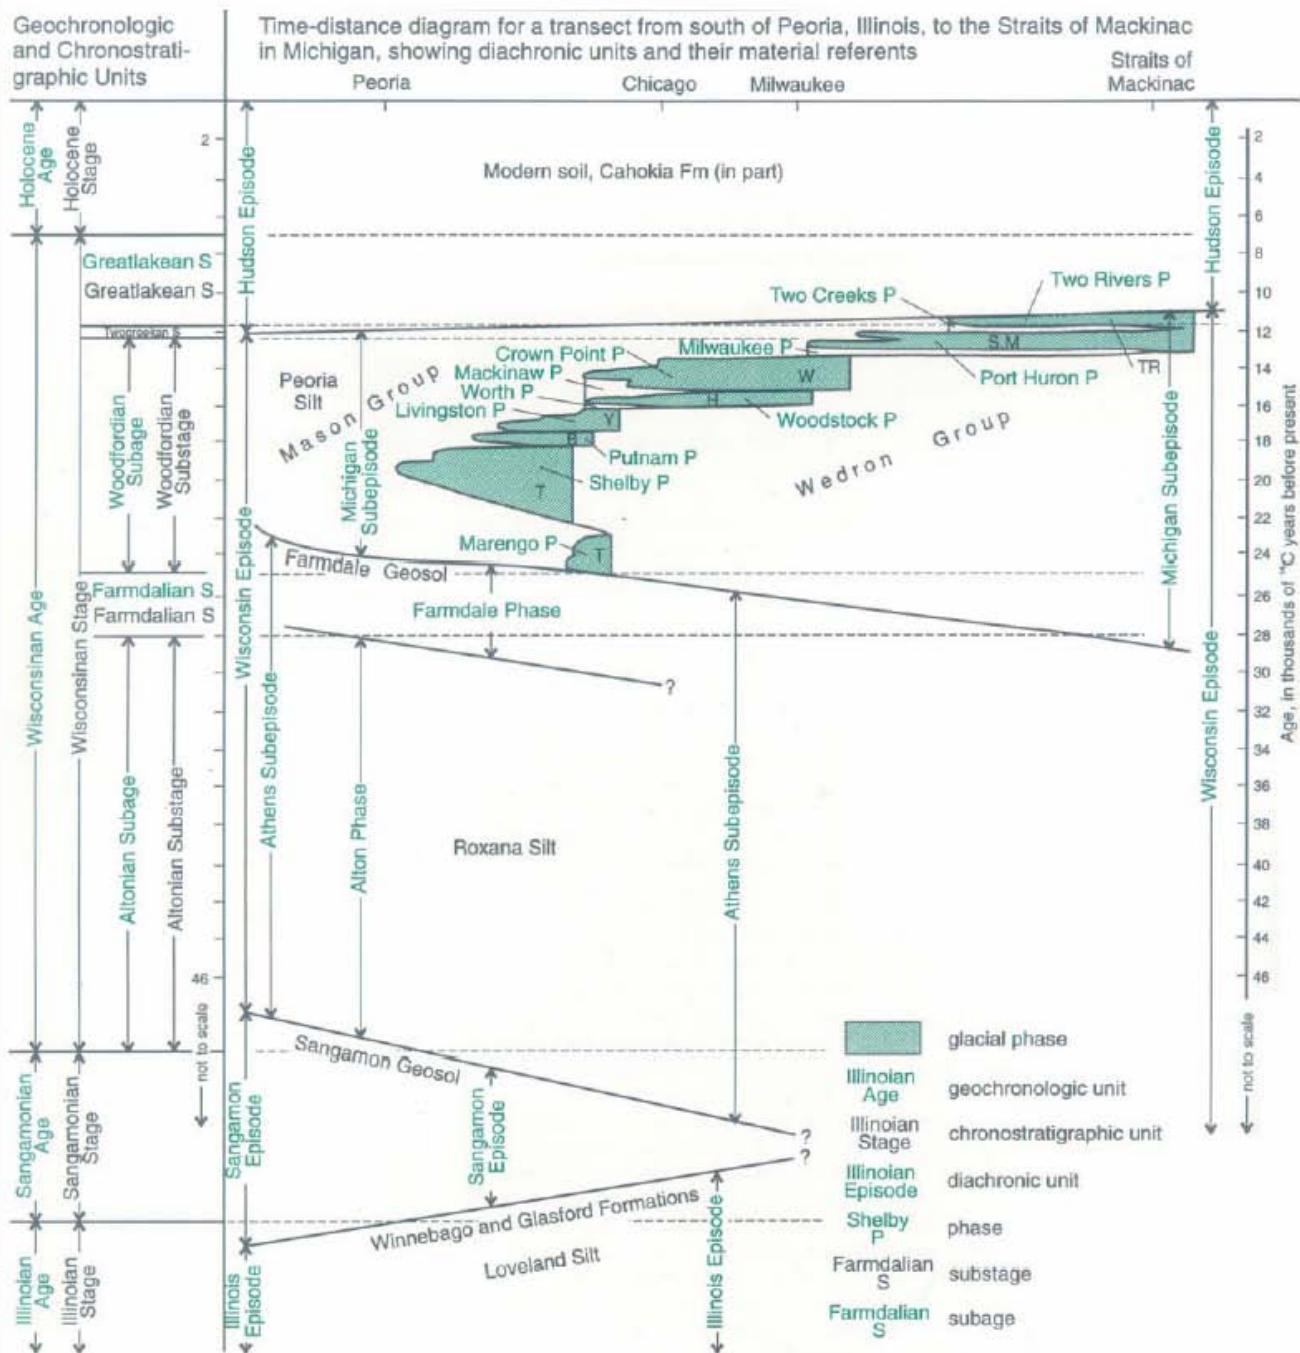 Geochronologic
and Chronostrati-
graphic Units
Time-distance diagram for a transect from south of Peoria, Illinois, to the Straits of Mackinac
in Michigan, showing diachronic units and their material referents
Peoria
Chicago
Milwaukee
Straits of
Mackinac
Holocene
Age
Holocene
Stage
2
Hudson Episode
Modern soil, Cahokia Fm (in part)
Hudson Episode
2
4
6
8
10
12
14
16
18
20
22
24
26
28
30
32
34
36
38
40
42
44
46
Age, in thousands of ¹⁴C years before present
not to scale
Greatlakean S
Greatlakean S
Twocreekan S
Woodfordian
Subage
Woodfordian
Substage
Farmdalian S
Farmdalian S
Wisconsinan Age
Wisconsinan Stage
Altonian Subage
Altonian Substage
46
not to scale
Sangamonian
Age
Sangamonian
Stage
Illinoian
Age
Illinoian
Stage
Wisconsin Episode
Athens Subepisode
Sangamon
Episode
Illinois
Episode
Two Rivers P
Two Creeks P
Milwaukee P
S.M
TR
Port Huron P
Crown Point P
Mackinaw P
Worth P
Livingston P
W
H
Woodstock P
Y
Putnam P
Shelby P
T
Marengo P
T
Peoria
Silt
Mason Group
Wedron Group
Michigan
Subepisode
Michigan Subepisode
Farmdale Geosol
Farmdale Phase
?
Alton Phase
Roxana Silt
Athens Subepisode
Wisconsin Episode
Sangamon Geosol
Sangamon
Episode
?
?
Winnebago and Glasford Formations
Loveland Silt
Illinois Episode
glacial phase
Illinoian
Age
geochronologic unit
Illinoian
Stage
chronostratigraphic unit
Illinoian
Episode
diachronic unit
Shelby
P
phase
Farmdalian
S
substage
Farmdalian
S
subage